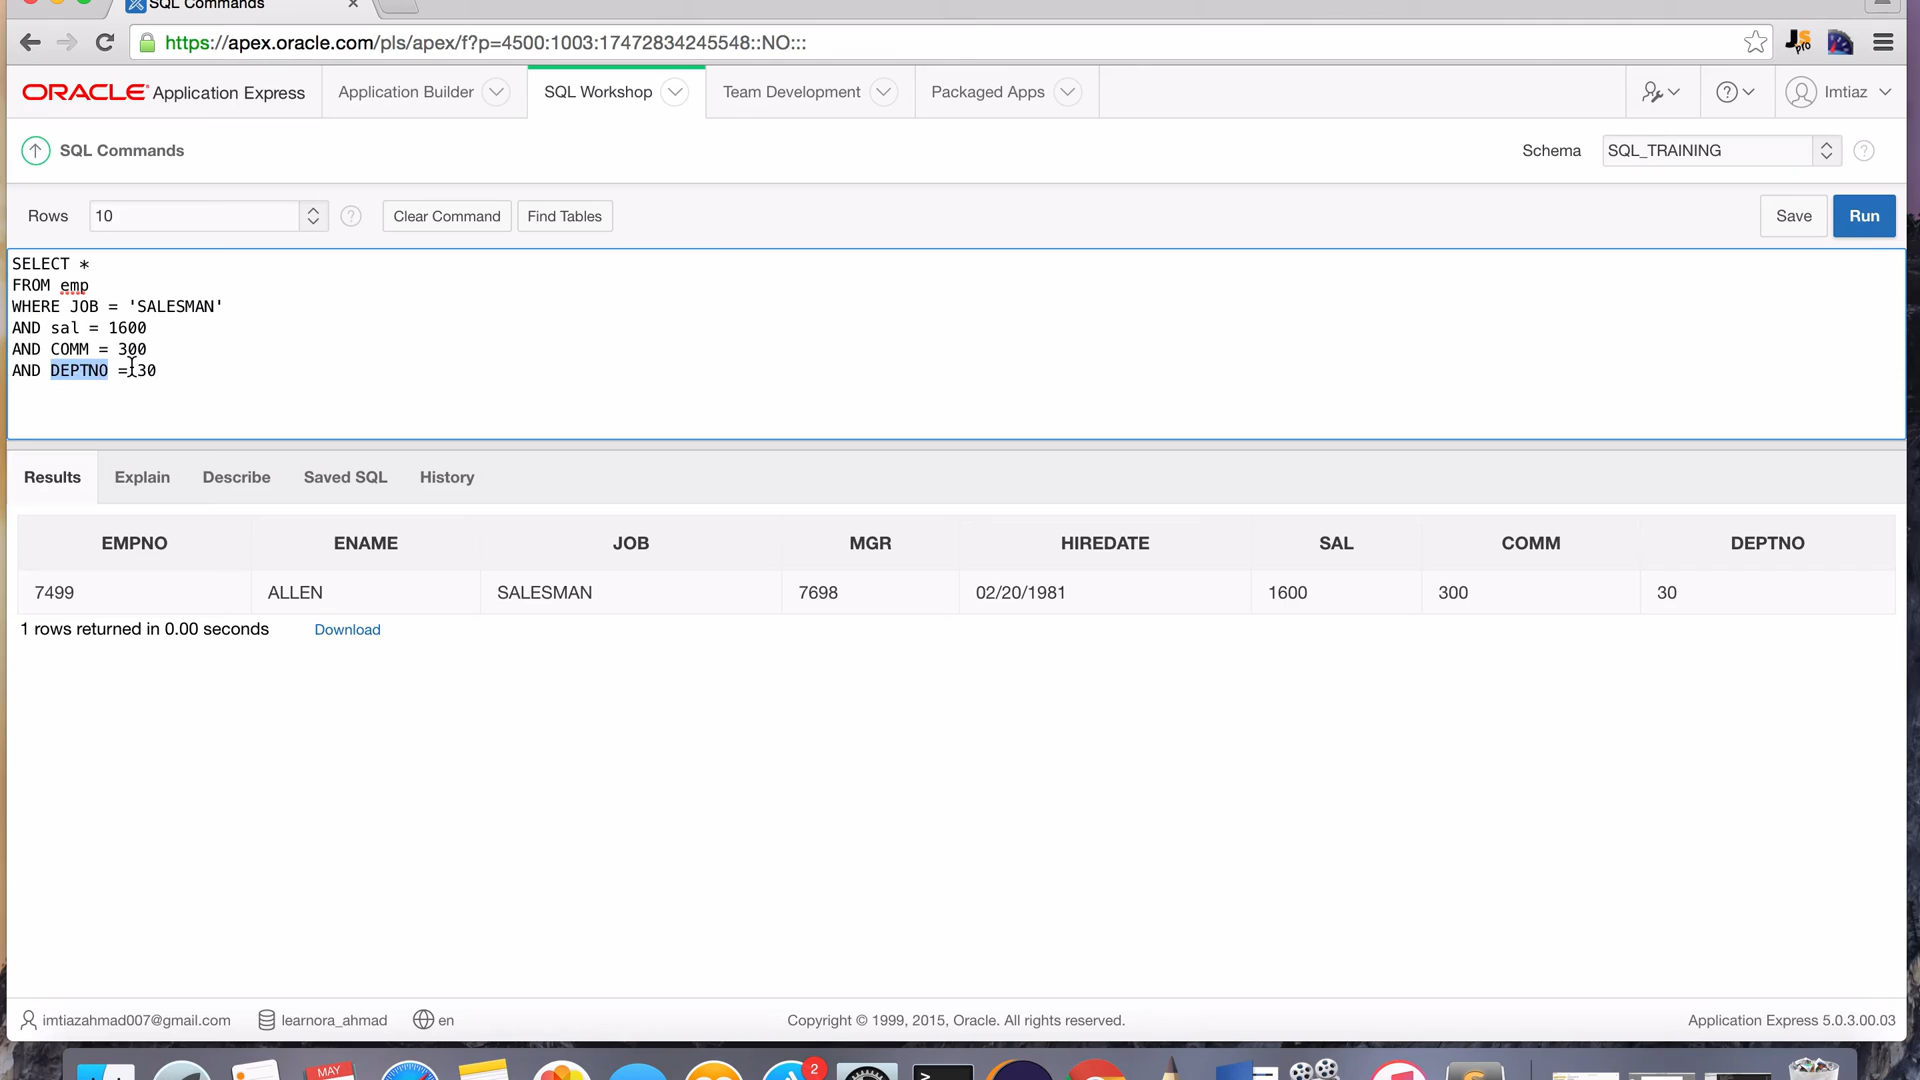 SQL Commands
https://apex.oracle.com/pls/apex/f?p=4500:1003:17472834245548::NO:::
JS pro
ORACLE Application Express Application Builder SQL Workshop Team Development Packaged Apps ? Imtiaz
SQL Commands Schema SQL_TRAINING ?
Rows 10 ? Clear Command Find Tables Save Run
SELECT *
FROM emp
WHERE JOB = 'SALESMAN'
AND sal = 1600
AND COMM = 300
AND DEPTNO = 30
Results Explain Describe Saved SQL History
EMPNO ENAME JOB MGR HIREDATE SAL COMM DEPTNO
7499 ALLEN SALESMAN 7698 02/20/1981 1600 300 30
1 rows returned in 0.00 seconds Download
imtiazahmad007@gmail.com learnora_ahmad en Copyright © 1999, 2015, Oracle. All rights reserved. Application Express 5.0.3.00.03
MAY 2